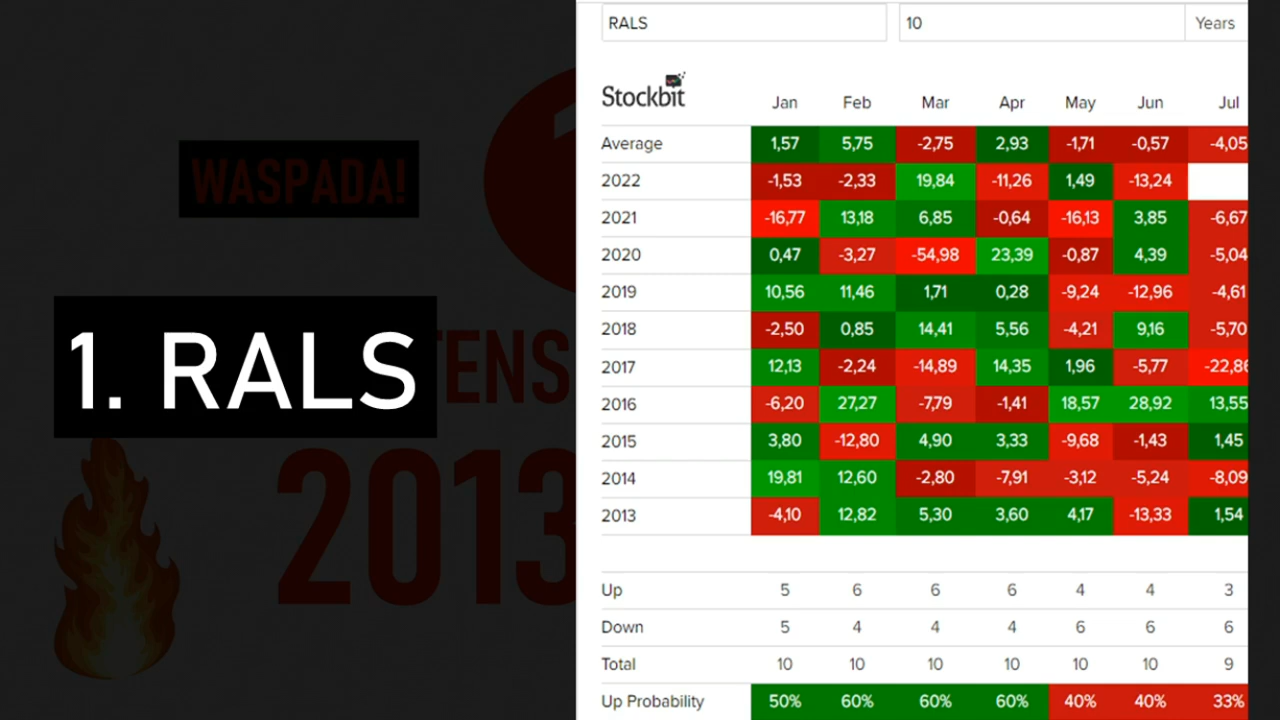 WASPADA!
1. RALS
TENS
2013
RALS 10 Years
Stockbit
Jan Feb Mar Apr May Jun Jul
Average 1,57 5,75 -2,75 2,93 -1,71 -0,57 -4,05
2022 -1,53 -2,33 19,84 -11,26 1,49 -13,24
2021 -16,77 13,18 6,85 -0,64 -16,13 3,85 -6,67
2020 0,47 -3,27 -54,98 23,39 -0,87 4,39 -5,04
2019 10,56 11,46 1,71 0,28 -9,24 -12,96 -4,61
2018 -2,50 0,85 14,41 5,56 -4,21 9,16 -5,70
2017 12,13 -2,24 -14,89 14,35 1,96 -5,77 -22,86
2016 -6,20 27,27 -7,79 -1,41 18,57 28,92 13,55
2015 3,80 -12,80 4,90 3,33 -9,68 -1,43 1,45
2014 19,81 12,60 -2,80 -7,91 -3,12 -5,24 -8,09
2013 -4,10 12,82 5,30 3,60 4,17 -13,33 1,54
Up 5 6 6 6 4 4 3
Down 5 4 4 4 6 6 6
Total 10 10 10 10 10 10 9
Up Probability 50% 60% 60% 60% 40% 40% 33%